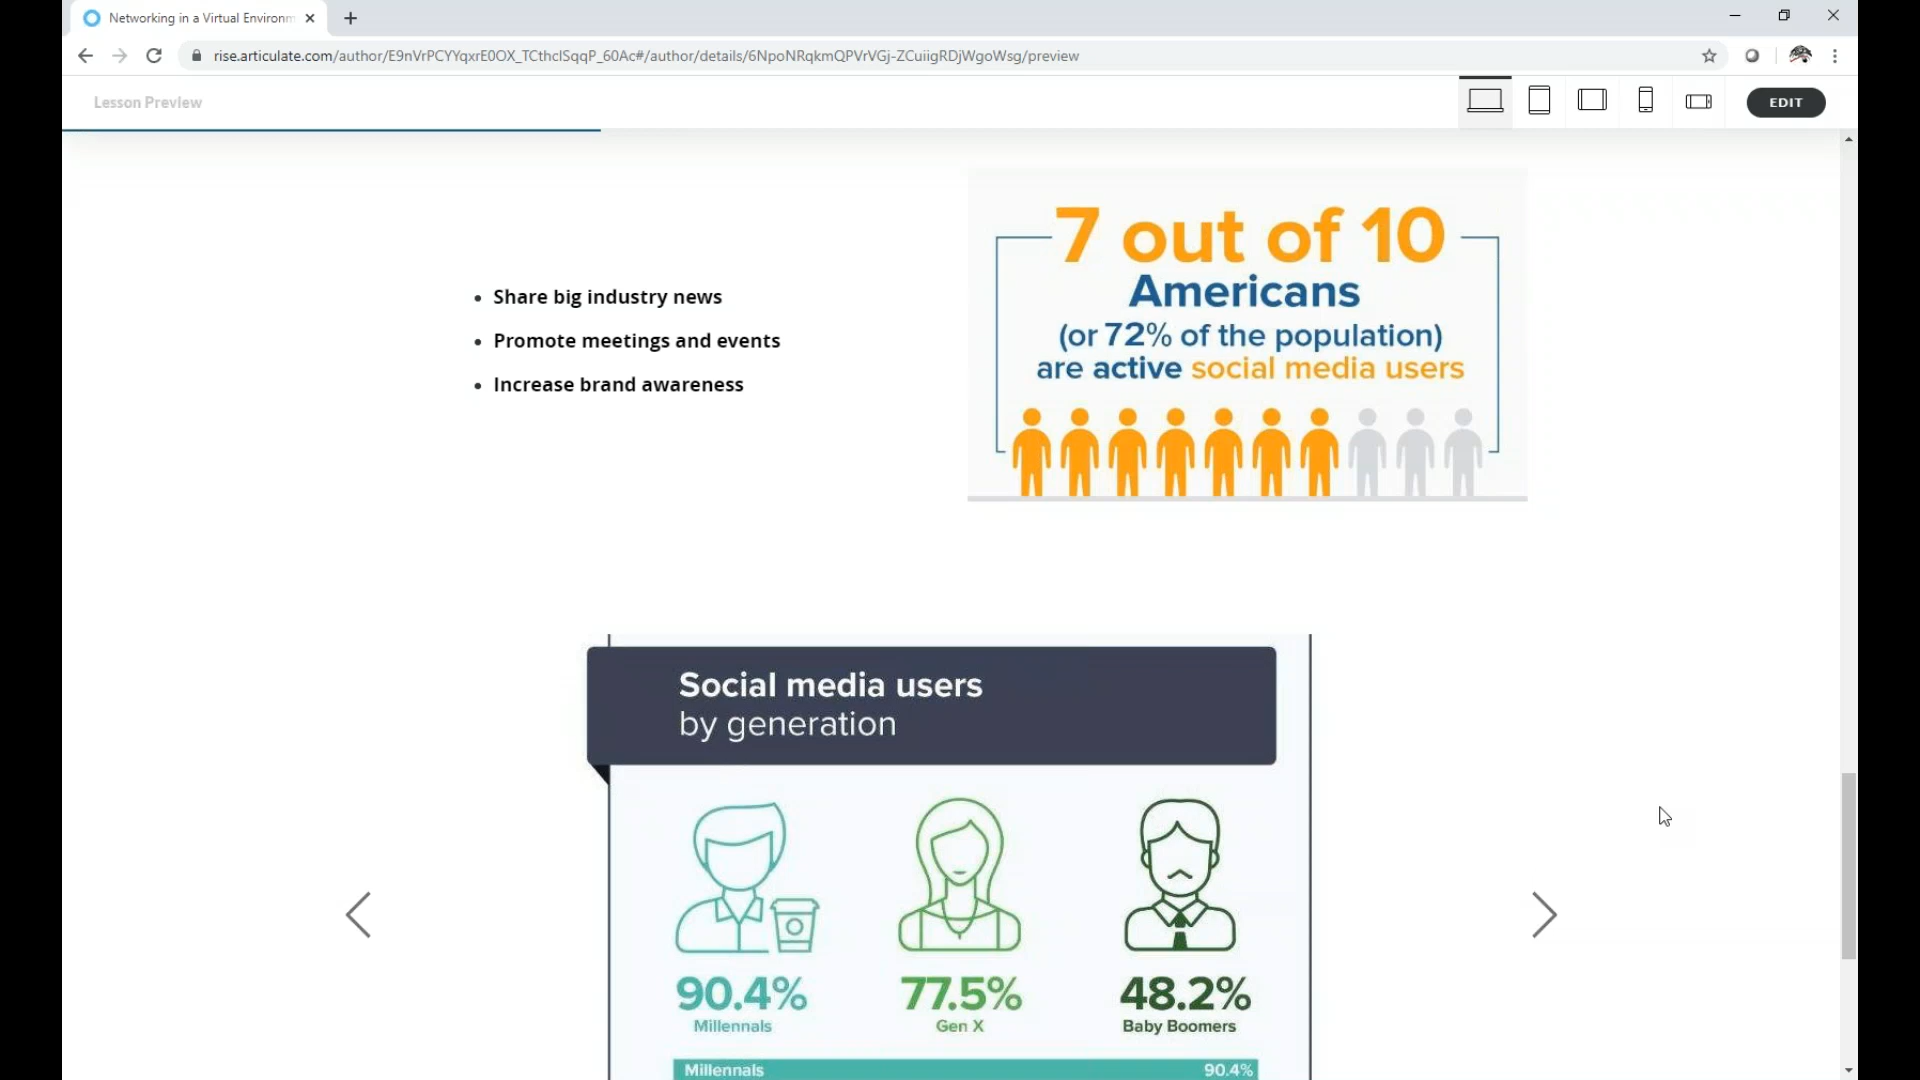 Networking in a Virtual Environm
rise.articulate.com/author/E9nVrPCYYqxrE0OX_TCthclSqqP_60Ac#/author/details/6NpoNRqkmQPVrVGj-ZCuiigRDjWgoWsg/preview
Lesson Preview
EDIT
7 out of 10
Americans
(or 72% of the population)
are active social media users
• Share big industry news
• Promote meetings and events
• Increase brand awareness
Social media users
by generation
90.4% 77.5% 48.2%
Millennals Gen X Baby Boomers
Millennals 90.4%